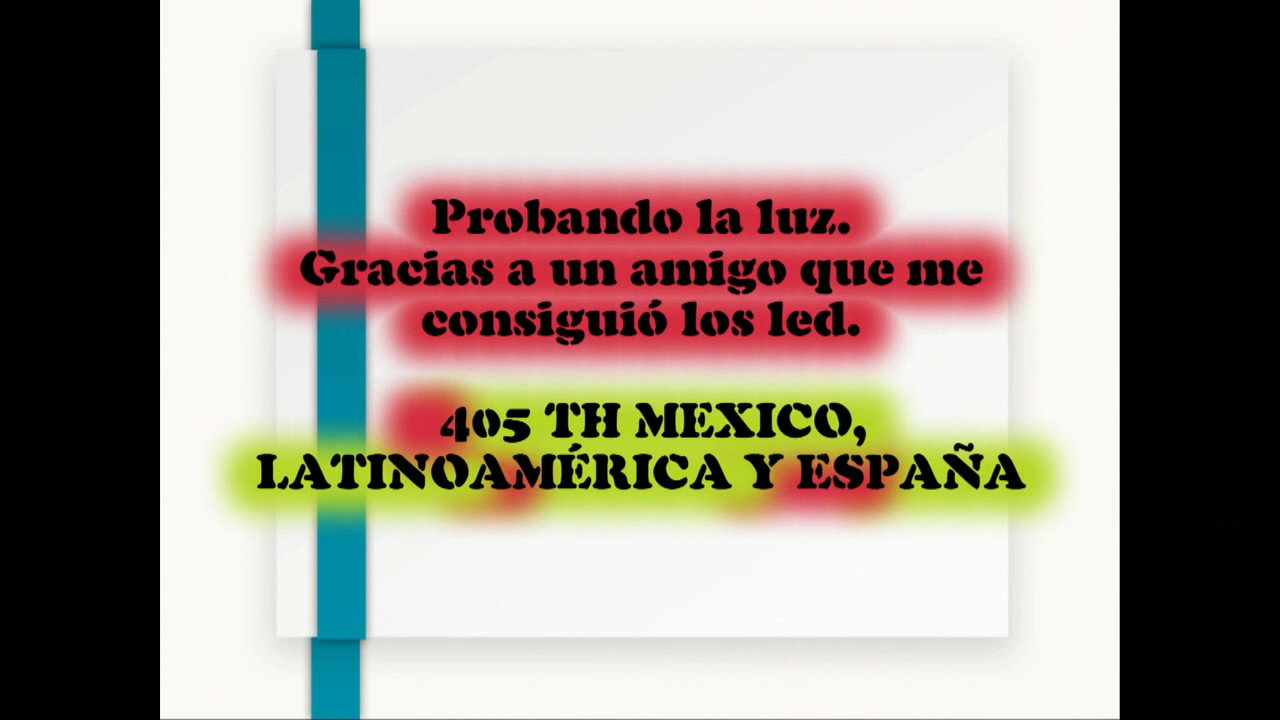 Probando la luz.
Gracias a un amigo que me
consiguió los led.
405 TH MEXICO,
LATINOAMÉRICA Y ESPAÑA